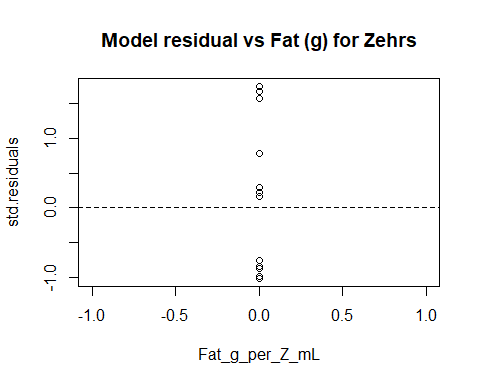 Model residual vs Fat (g) for Zehrs
std.residuals
1.0
0.0
-1.0
-1.0
-0.5
0.0
0.5
1.0
Fat_g_per_Z_mL